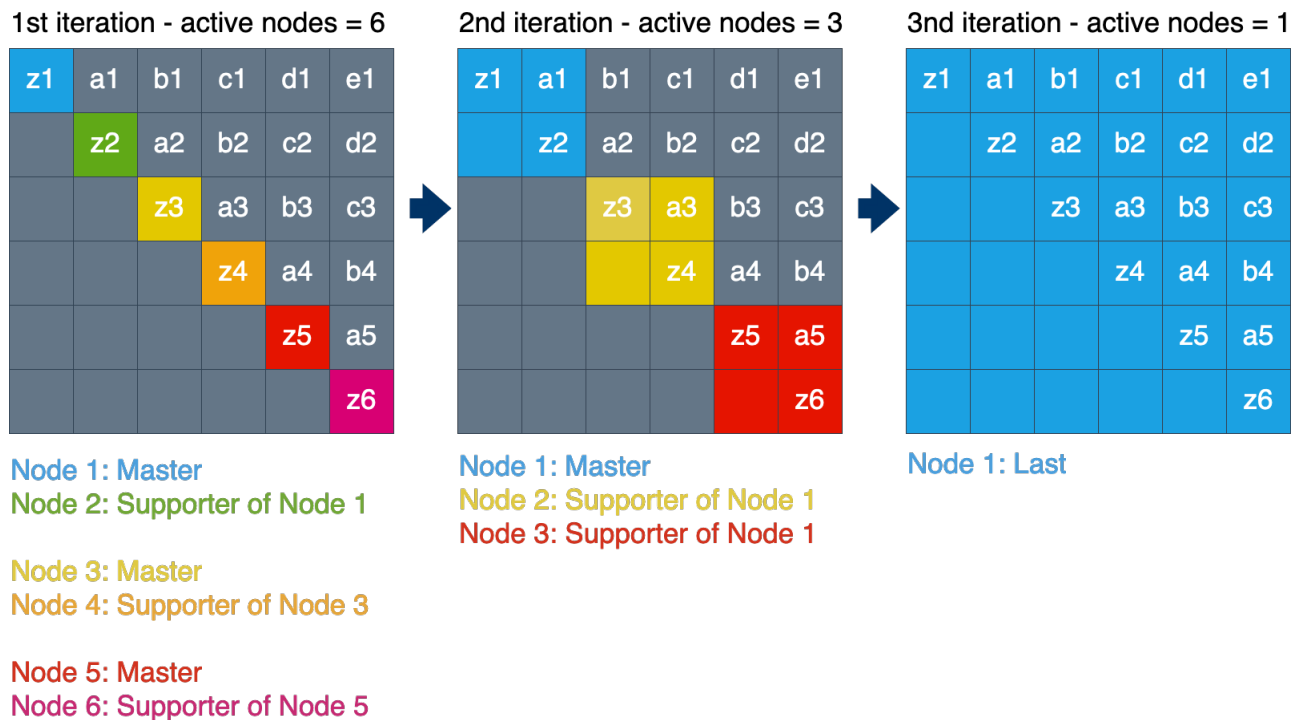 1st iteration - active nodes = 6
z1 a1 b1 c1 d1 e1
z2 a2 b2 c2 d2
z3 a3 b3 c3
z4 a4 b4
z5 a5
z6
Node 1: Master
Node 2: Supporter of Node 1
Node 3: Master
Node 4: Supporter of Node 3
Node 5: Master
Node 6: Supporter of Node 5
2nd iteration - active nodes = 3
z1 a1 b1 c1 d1 e1
z2 a2 b2 c2 d2
z3 a3 b3 c3
z4 a4 b4
z5 a5
z6
Node 1: Master
Node 2: Supporter of Node 1
Node 3: Supporter of Node 1
3nd iteration - active nodes = 1
z1 a1 b1 c1 d1 e1
z2 a2 b2 c2 d2
z3 a3 b3 c3
z4 a4 b4
z5 a5
z6
Node 1: Last